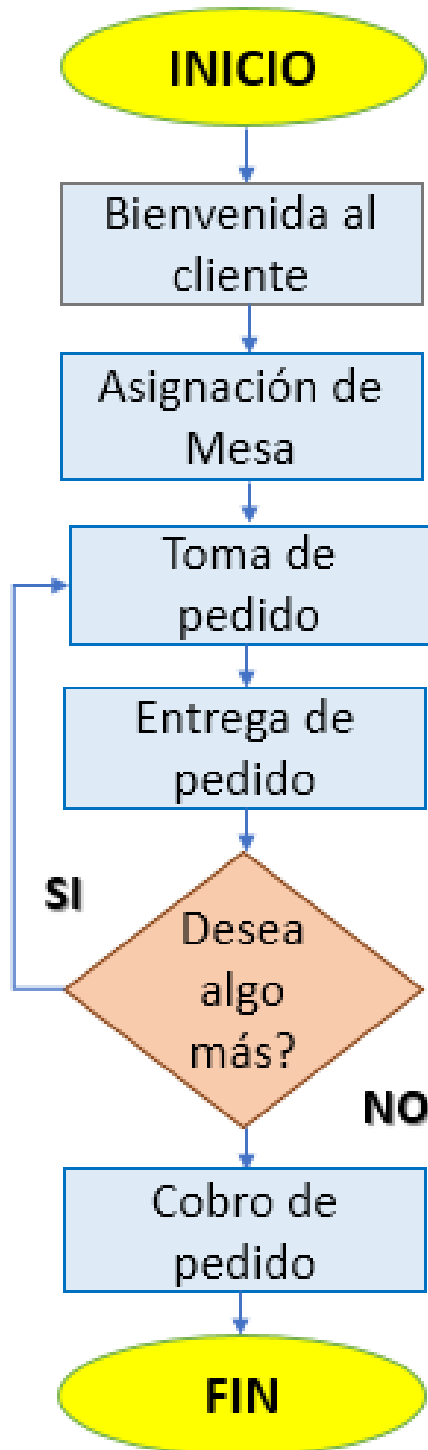 INICIO
Bienvenida al
cliente
Asignación de
Mesa
Toma de
pedido
Entrega de
pedido
SI
Desea
algo
más?
NO
Cobro de
pedido
FIN